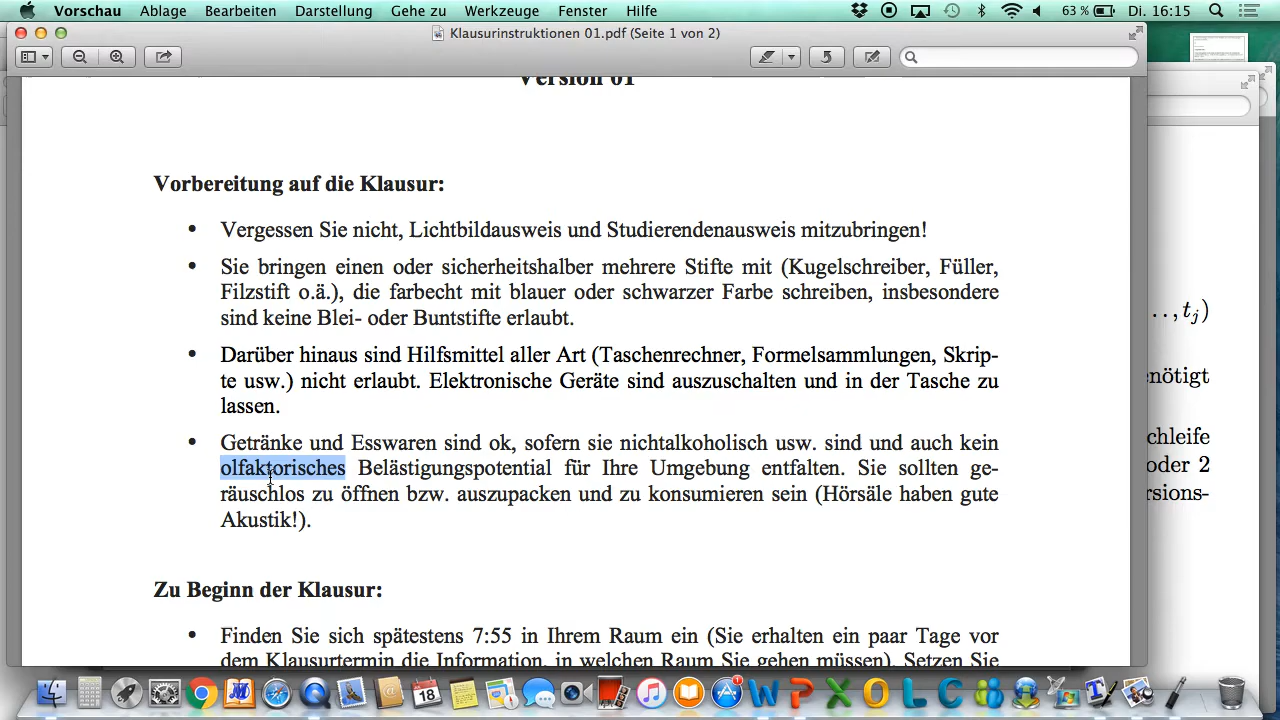 Vorschau Ablage Bearbeiten Darstellung Gehe zu Werkzeuge Fenster Hilfe 63 % Di. 16:15
Klausurinstruktionen 01.pdf (Seite 1 von 2)
Version 01
Vorbereitung auf die Klausur:
• Vergessen Sie nicht, Lichtbildausweis und Studierendenausweis mitzubringen!
• Sie bringen einen oder sicherheitshalber mehrere Stifte mit (Kugelschreiber, Füller,
Filzstift o.ä.), die farbecht mit blauer oder schwarzer Farbe schreiben, insbesondere
sind keine Blei- oder Buntstifte erlaubt.
• Darüber hinaus sind Hilfsmittel aller Art (Taschenrechner, Formelsammlungen, Skrip-
te usw.) nicht erlaubt. Elektronische Geräte sind auszuschalten und in der Tasche zu
lassen.
• Getränke und Esswaren sind ok, sofern sie nichtalkoholisch usw. sind und auch kein
olfaktorisches Belästigungspotential für Ihre Umgebung entfalten. Sie sollten ge-
räuschlos zu öffnen bzw. auszupacken und zu konsumieren sein (Hörsäle haben gute
Akustik!).
Zu Beginn der Klausur:
• Finden Sie sich spätestens 7:55 in Ihrem Raum ein (Sie erhalten ein paar Tage vor
dem Klausurtermin die Information, in welchen Raum Sie gehen müssen). Setzen Sie
. . , t_j)
nötigt
chleife
oder 2
rsions-
18
1